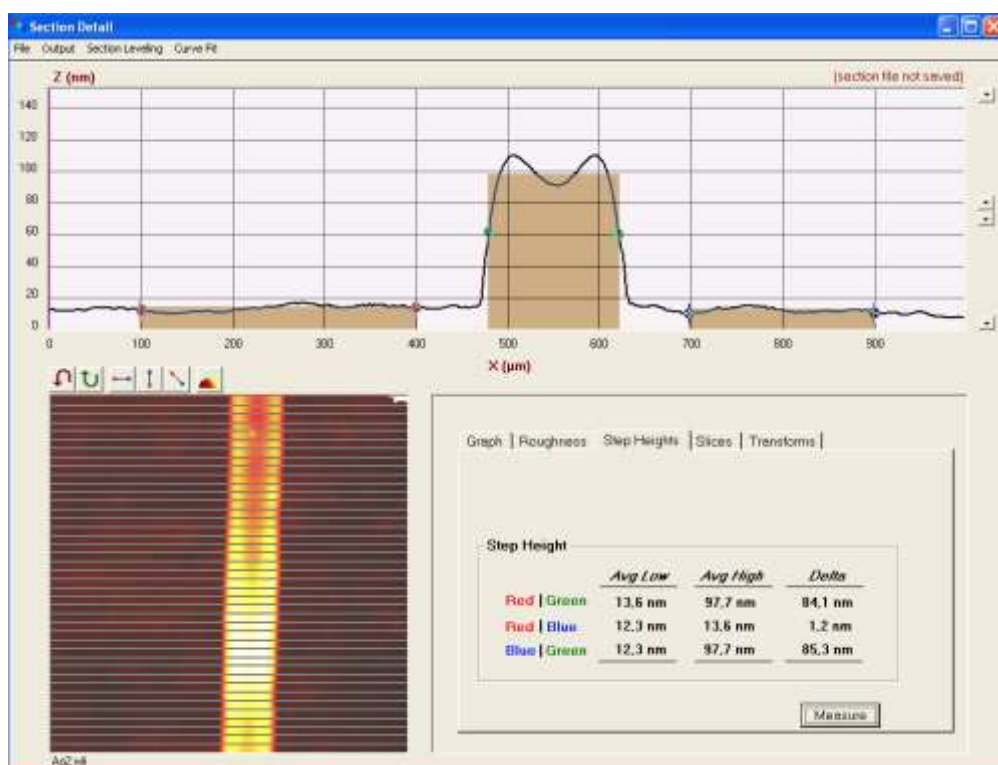 Section Detail
File Output Section Leveling Curve Fit
Z (nm) (section file not saved)
140
120
100
80
60
40
20
0
0 100 200 300 400 500 600 700 800 900
X (µm)
Graph | Roughness Step Heights | Slices | Transforms |
Step Height
Avg Low Avg High Delta
Red | Green 13,6 nm 97,7 nm 84,1 nm
Red | Blue 12,3 nm 13,6 nm 1,2 nm
Blue | Green 12,3 nm 97,7 nm 85,3 nm
Measure